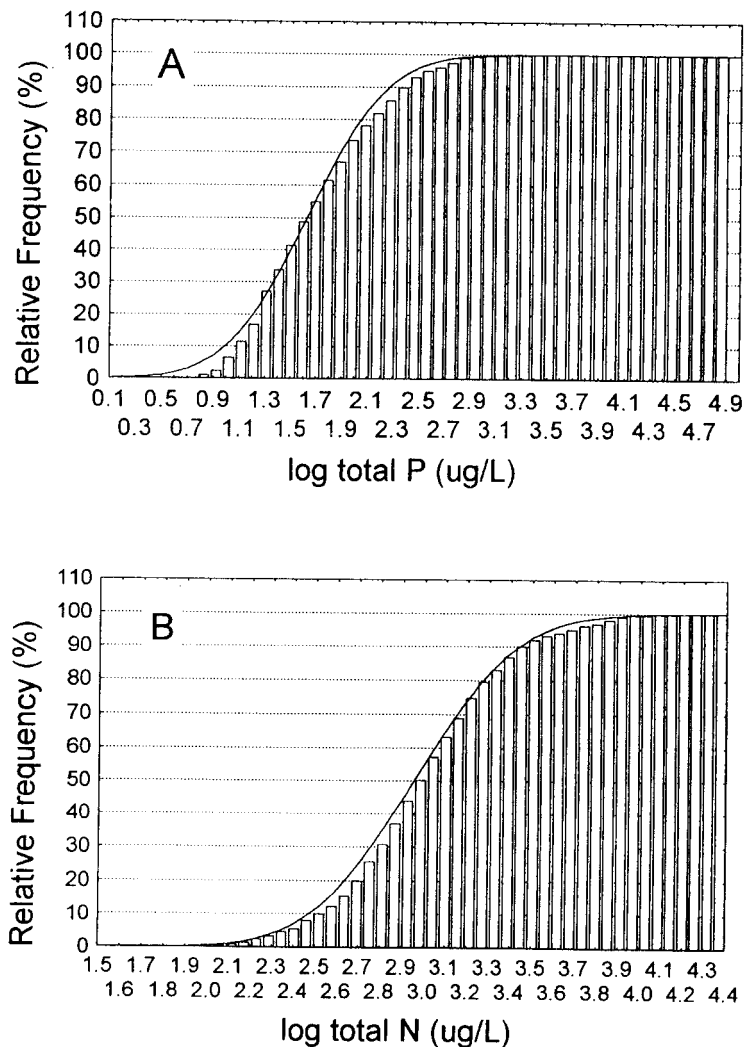 110
100
90
80
70
60
50
40
30
20
10
0
Relative Frequency (%)
A
0.1 0.5 0.9 1.3 1.7 2.1 2.5 2.9 3.3 3.7 4.1 4.5 4.9
0.3 0.7 1.1 1.5 1.9 2.3 2.7 3.1 3.5 3.9 4.3 4.7
log total P (ug/L)
110
100
90
80
70
60
50
40
30
20
10
0
Relative Frequency (%)
B
1.5 1.7 1.9 2.1 2.3 2.5 2.7 2.9 3.1 3.3 3.5 3.7 3.9 4.1 4.3
1.6 1.8 2.0 2.2 2.4 2.6 2.8 3.0 3.2 3.4 3.6 3.8 4.0 4.2 4.4
log total N (ug/L)